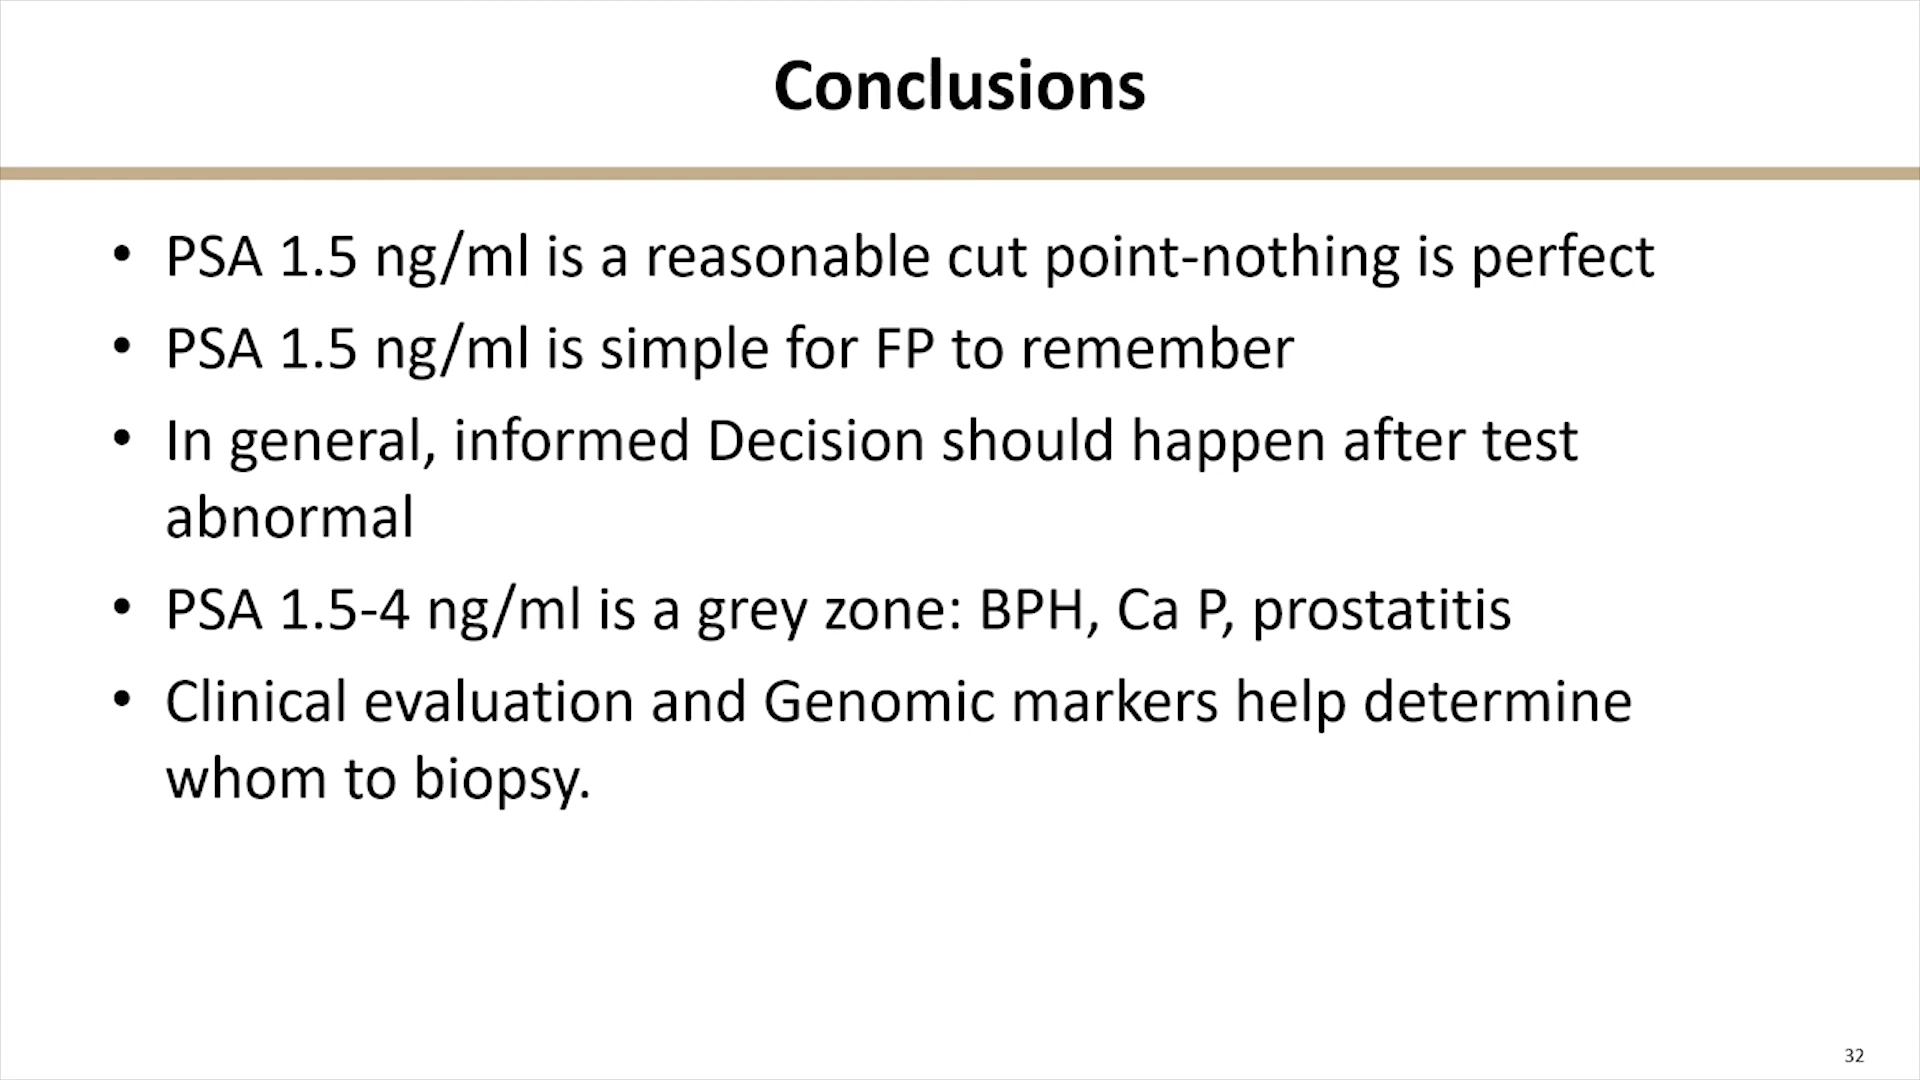 Conclusions
• PSA 1.5 ng/ml is a reasonable cut point-nothing is perfect
• PSA 1.5 ng/ml is simple for FP to remember
• In general, informed Decision should happen after test
abnormal
• PSA 1.5-4 ng/ml is a grey zone: BPH, Ca P, prostatitis
• Clinical evaluation and Genomic markers help determine
whom to biopsy.
32